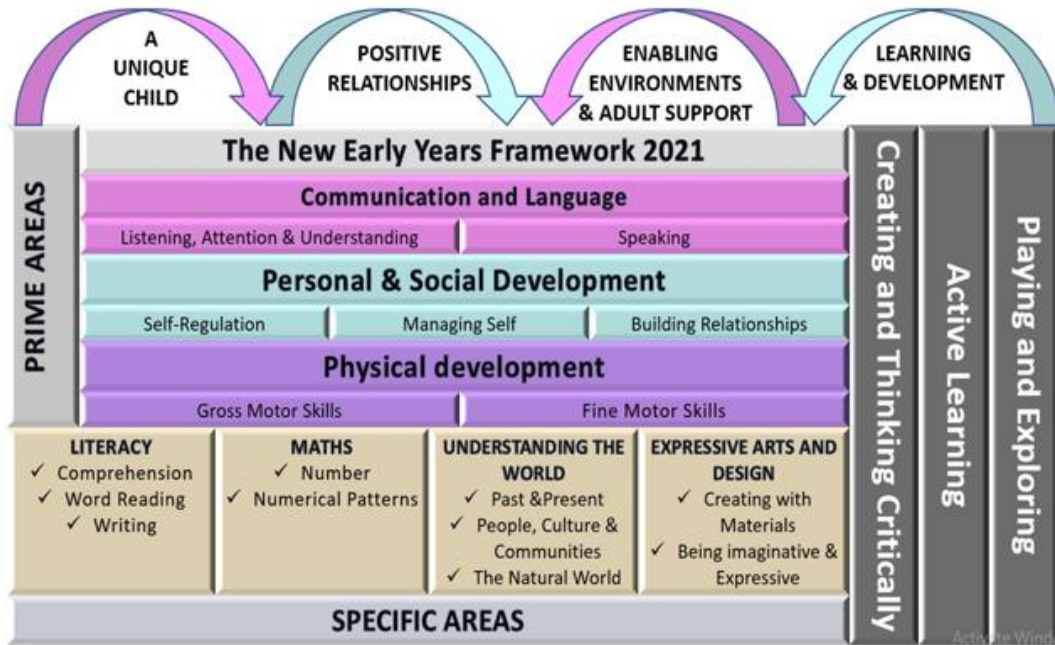 A
UNIQUE
CHILD
POSITIVE
RELATIONSHIPS
ENABLING
ENVIRONMENTS
& ADULT SUPPORT
LEARNING
& DEVELOPMENT
PRIME AREAS
The New Early Years Framework 2021
Communication and Language
Listening, Attention & Understanding
Speaking
Personal & Social Development
Self-Regulation
Managing Self
Building Relationships
Physical development
Gross Motor Skills
Fine Motor Skills
LITERACY
✓ Comprehension
✓ Word Reading
✓ Writing
MATHS
✓ Number
✓ Numerical Patterns
UNDERSTANDING THE
WORLD
✓ Past &Present
✓ People, Culture &
Communities
✓ The Natural World
EXPRESSIVE ARTS AND
DESIGN
✓ Creating with
Materials
✓ Being imaginative &
Expressive
SPECIFIC AREAS
Creating and Thinking Critically
Active Learning
Playing and Exploring